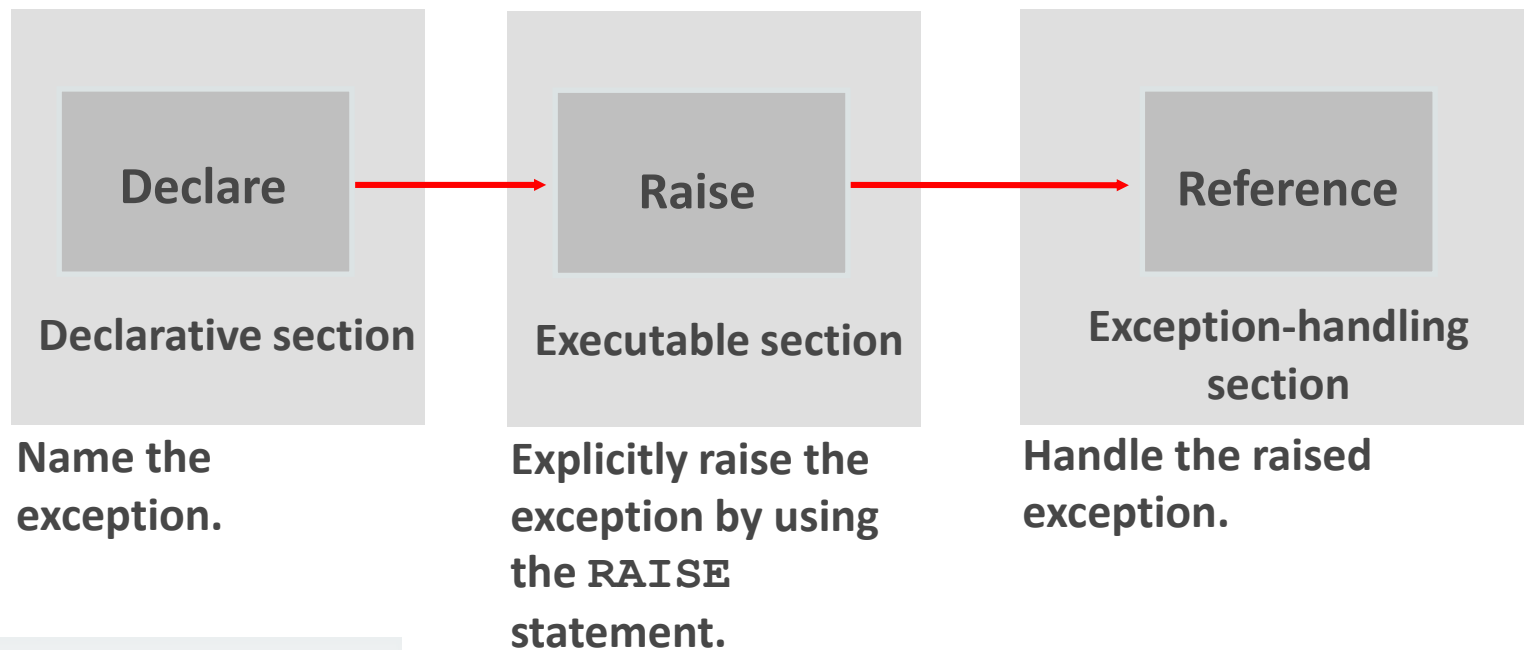 Declare
Declarative section
Name the
exception.
Raise
Executable section
Explicitly raise the
exception by using
the RAISE
statement.
Reference
Exception-handling
section
Handle the raised
exception.